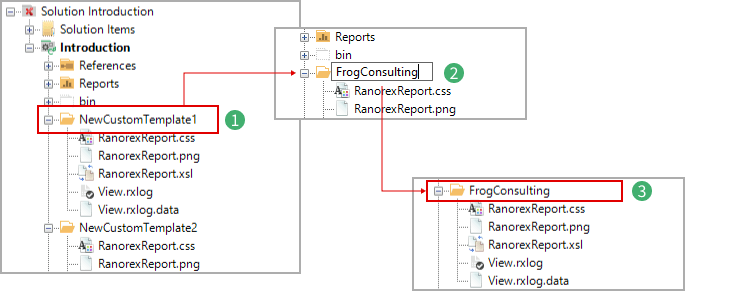 Solution Introduction
Solution Items
Introduction
References
Reports
bin
NewCustomTemplate1
1
RanorexReport.css
RanorexReport.png
RanorexReport.xsl
View.rxlog
View.rxlog.data
NewCustomTemplate2
RanorexReport.css
RanorexReport.png
Reports
bin
FrogConsulting
2
RanorexReport.css
RanorexReport.png
FrogConsulting
3
RanorexReport.css
RanorexReport.png
RanorexReport.xsl
View.rxlog
View.rxlog.data